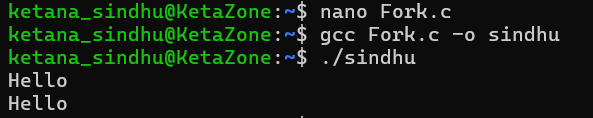 ketana_sindhu@KetaZone:~$ nano Fork.c
ketana_sindhu@KetaZone:~$ gcc Fork.c -o sindhu
ketana_sindhu@KetaZone:~$ ./sindhu
Hello
Hello